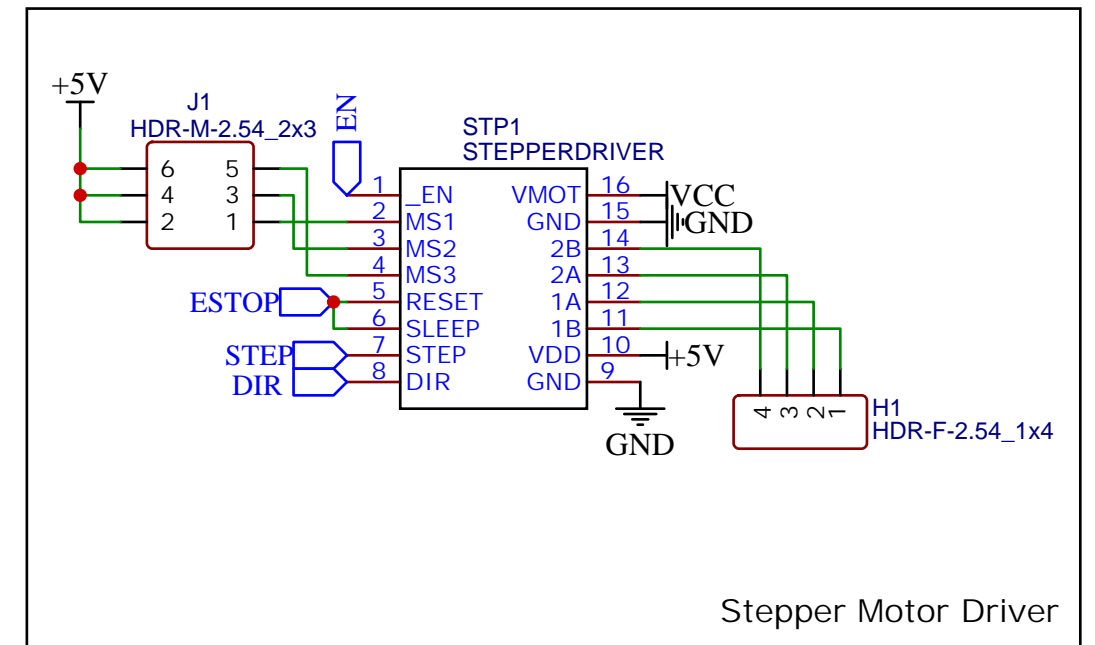 +5V
J1
HDR-M-2.54_2x3
EN
6 5
4 3
2 1
STP1
STEPPERDRIVER
1 _EN VMOT 16 VCC
2 MS1 GND 15 GND
3 MS2 2B 14
4 MS3 2A 13
ESTOP 5 RESET 1A 12
6 SLEEP 1B 11
STEP 7 STEP VDD 10 +5V
DIR 8 DIR GND 9
GND
4 3 2 1
H1
HDR-F-2.54_1x4
Stepper Motor Driver